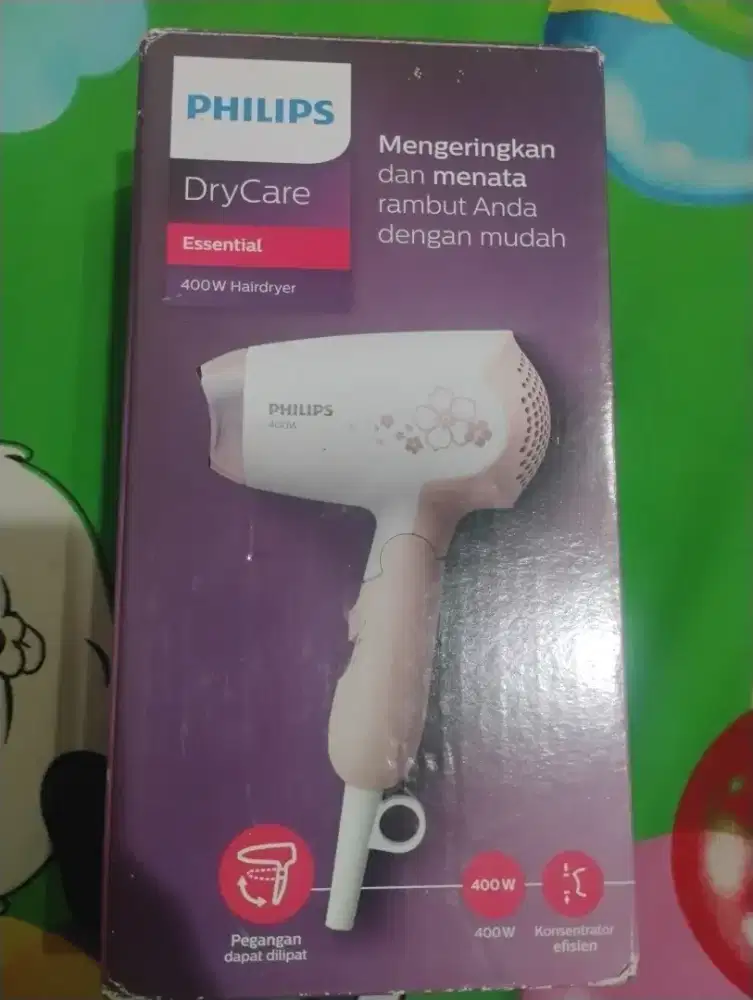 PHILIPS
DryCare
Essential
400W Hairdryer
Mengeringkan
dan menata
rambut Anda
dengan mudah
PHILIPS
400W
400W
Pegangan
dapat dilipat
400W
Konsentrator
efisien